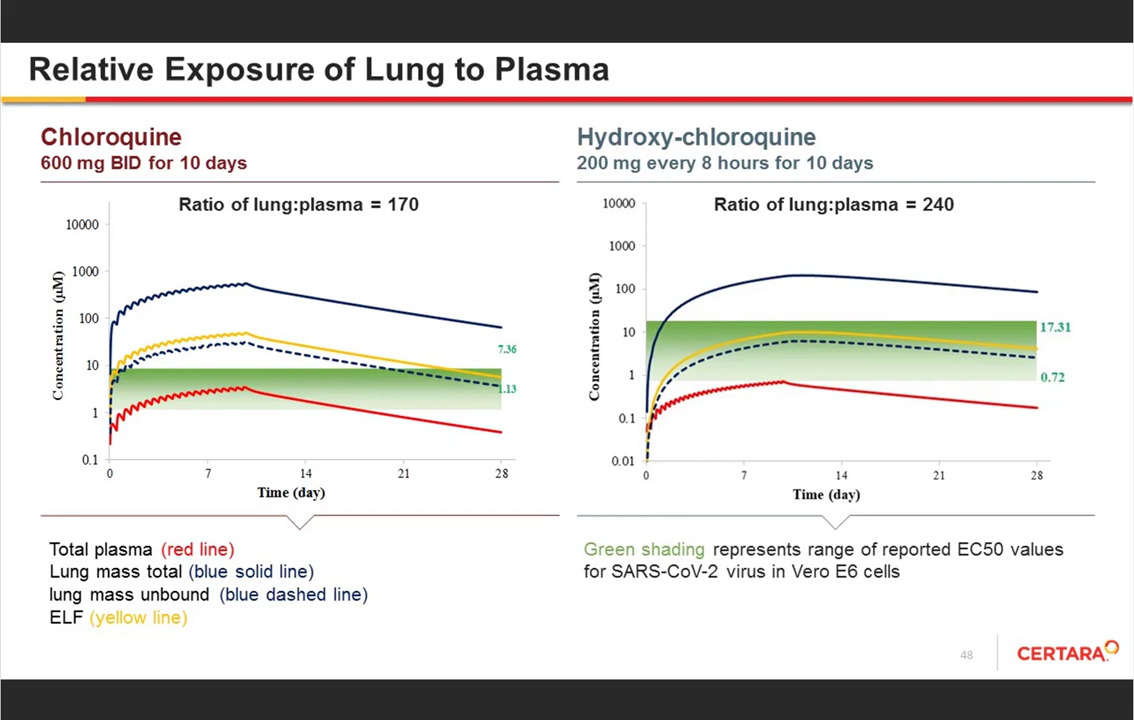 Relative Exposure of Lung to Plasma
Chloroquine
600 mg BID for 10 days
Ratio of lung:plasma = 170
Concentration (µM)
10000
1000
100
10
1
0.1
7.36
1.13
0 7 14 21 28
Time (day)
Total plasma (red line)
Lung mass total (blue solid line)
lung mass unbound (blue dashed line)
ELF (yellow line)
Hydroxy-chloroquine
200 mg every 8 hours for 10 days
Ratio of lung:plasma = 240
Concentration (µM)
10000
1000
100
10
1
0.1
0.01
17.31
0.72
0 7 14 21 28
Time (day)
Green shading represents range of reported EC50 values
for SARS-CoV-2 virus in Vero E6 cells
48
CERTARA